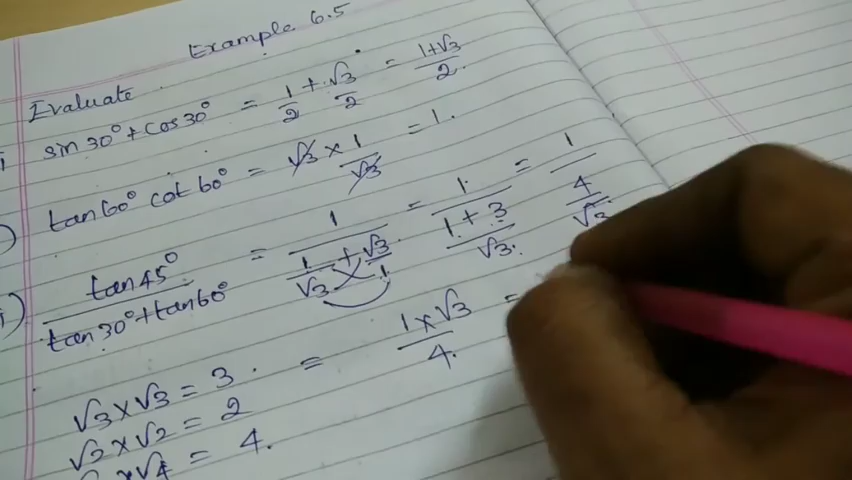 Example 6.5
Evaluate
i sin 30° + cos 30° = 1/2 + √3/2 = 1+√3/2.
) tan 60° cot 60° = √3 × 1/√3 = 1.
i) tan 45°/tan 30° + tan 60° = 1/1/√3 + √3/1 = 1/1+3/√3. = 1/4/√3
= 1×√3/4. =
√3 × √3 = 3.
√2 × √2 = 2
×√4 = 4.